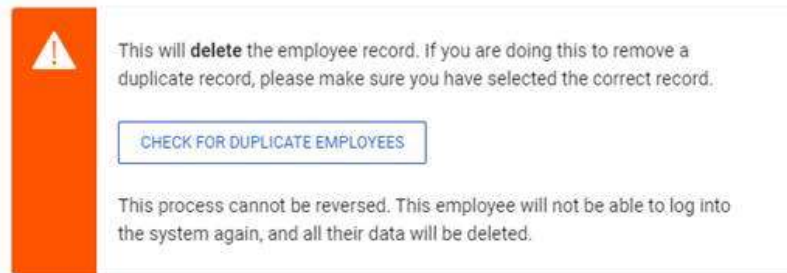 This will delete the employee record. If you are doing this to remove a
duplicate record, please make sure you have selected the correct record.
CHECK FOR DUPLICATE EMPLOYEES
This process cannot be reversed. This employee will not be able to log into
the system again, and all their data will be deleted.